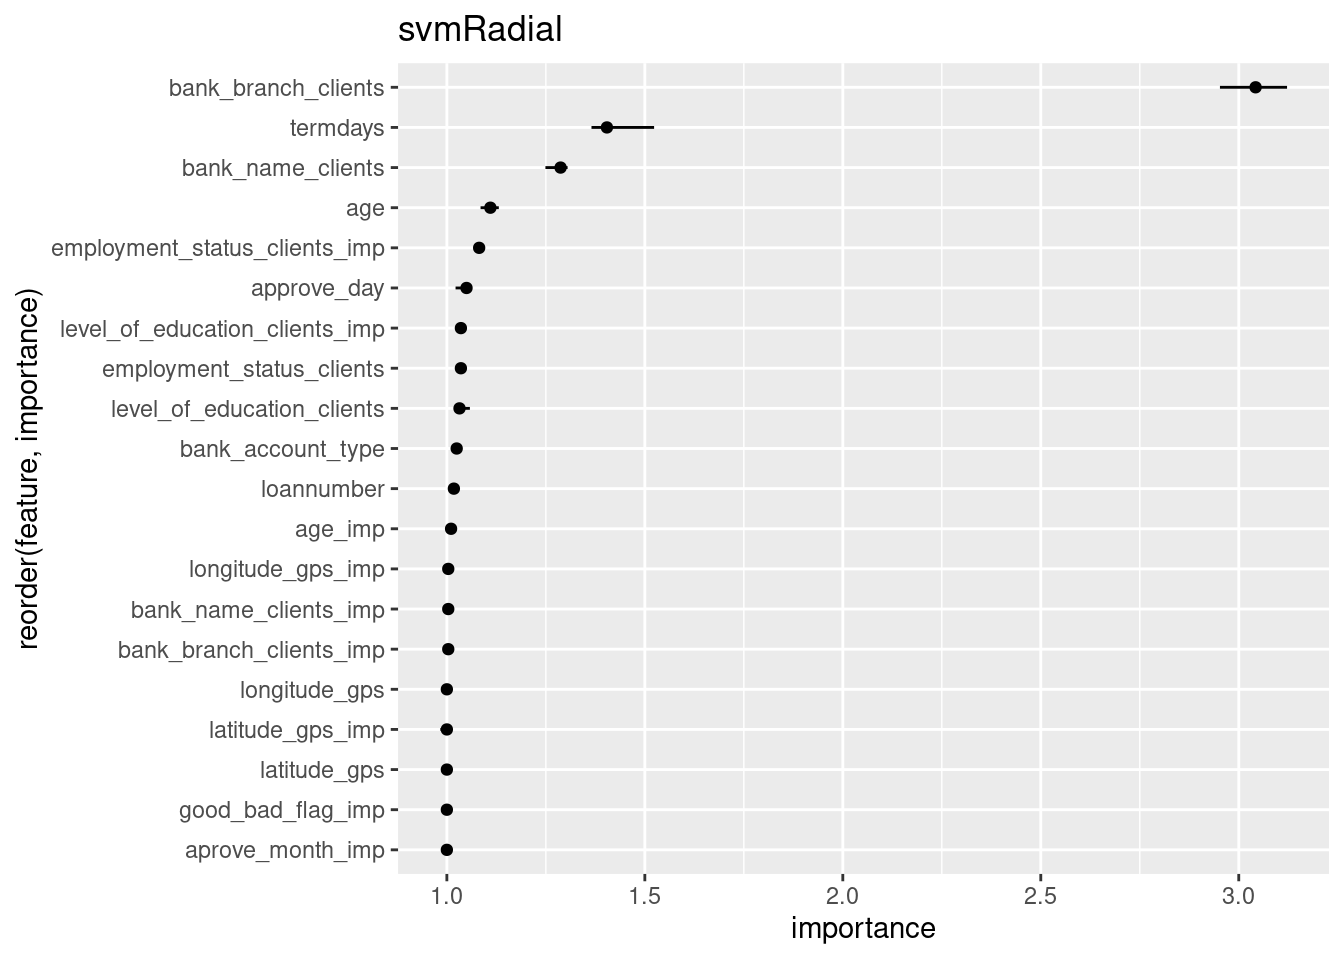 svmRadial
bank_branch_clients
termdays
bank_name_clients
age
employment_status_clients_imp
approve_day
level_of_education_clients_imp
employment_status_clients
level_of_education_clients
bank_account_type
loannumber
age_imp
longitude_gps_imp
bank_name_clients_imp
bank_branch_clients_imp
longitude_gps
latitude_gps_imp
latitude_gps
good_bad_flag_imp
aprove_month_imp
reorder(feature, importance)
1.0 1.5 2.0 2.5 3.0
importance